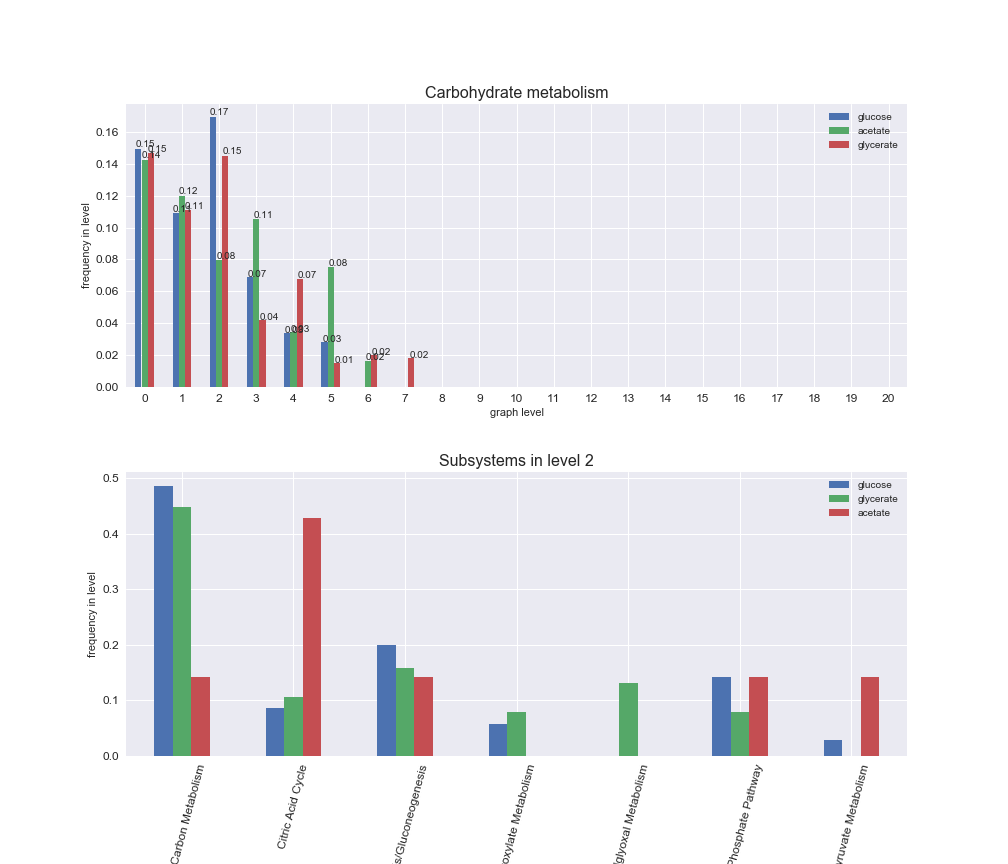 Carbohydrate metabolism
glucose
acetate
glycerate
frequency in level
0.16
0.14
0.12
0.10
0.08
0.06
0.04
0.02
0.00
0.15
0.14
0.15
0.11
0.12
0.11
0.17
0.08
0.15
0.07
0.11
0.04
0.03
0.03
0.07
0.03
0.08
0.01
0.02
0.02
0.02
0 1 2 3 4 5 6 7 8 9 10 11 12 13 14 15 16 17 18 19 20
graph level
Subsystems in level 2
glucose
glycerate
acetate
frequency in level
0.5
0.4
0.3
0.2
0.1
0.0
Carbon Metabolism
Citric Acid Cycle
s/Gluconeogenesis
oxylate Metabolism
glyoxal Metabolism
Phosphate Pathway
yruvate Metabolism